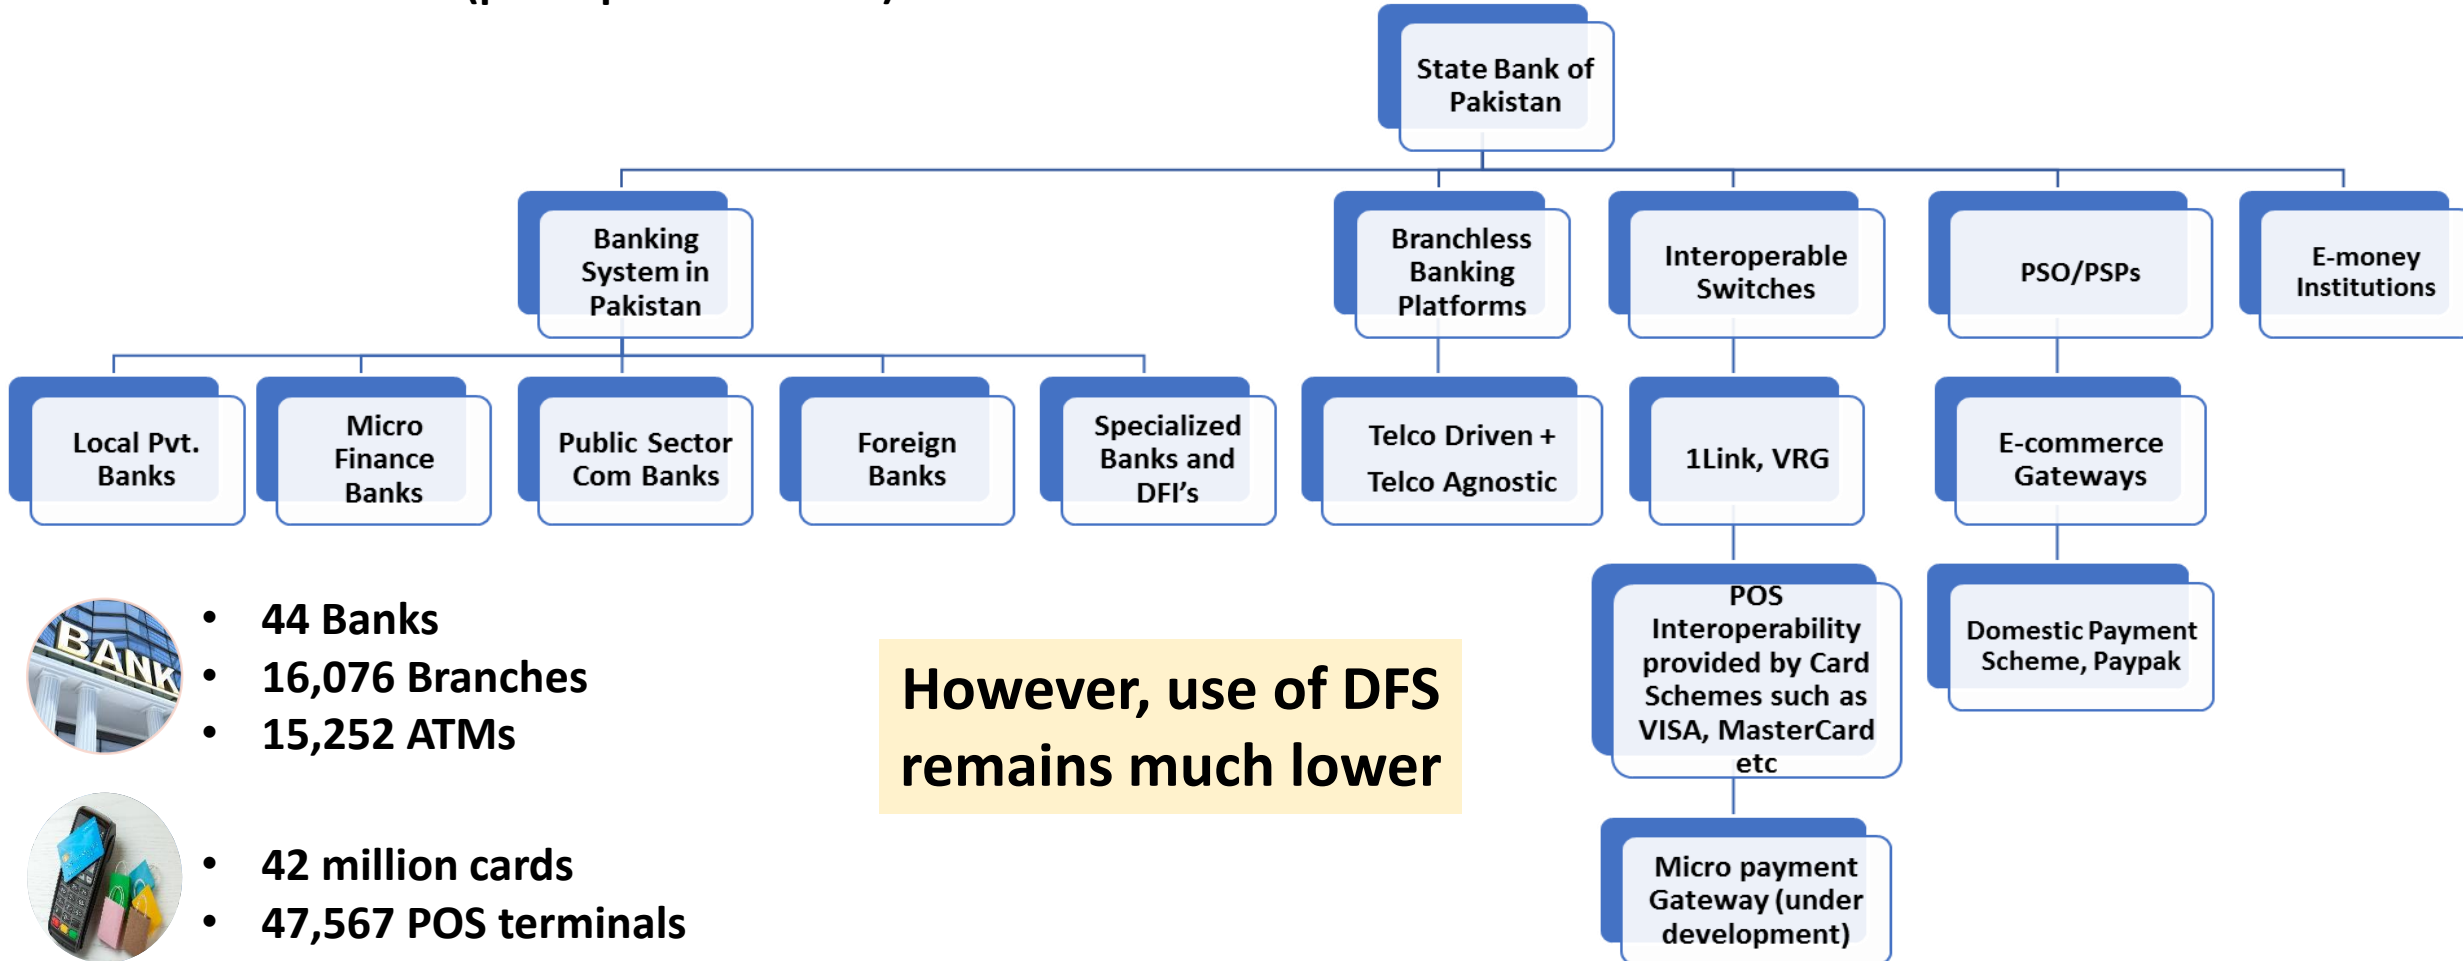 State Bank of
Pakistan
Banking
System in
Pakistan
Branchless
Banking
Platforms
Interoperable
Switches
PSO/PSPs
E-money
Institutions
Local Pvt.
Banks
Micro
Finance
Banks
Public Sector
Com Banks
Foreign
Banks
Specialized
Banks and
DFI's
Telco Driven +
Telco Agnostic
1Link, VRG
E-commerce
Gateways
POS
Interoperability
provided by Card
Schemes such as
VISA, MasterCard
etc
Domestic Payment
Scheme, Paypak
Micro payment
Gateway (under
development)
BANK
• 44 Banks
• 16,076 Branches
• 15,252 ATMs
However, use of DFS
remains much lower
• 42 million cards
• 47,567 POS terminals